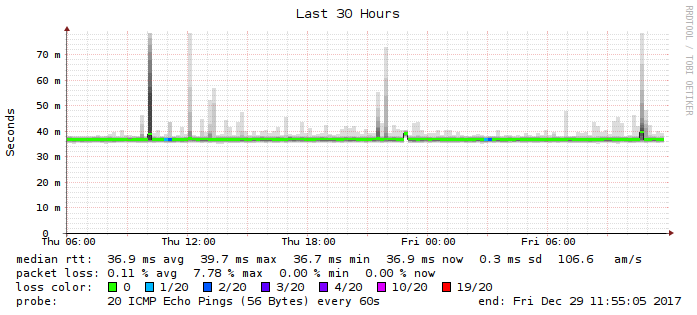 Last 30 Hours
RRDTOOL / TOBI OETIKER
Seconds
70 m
60 m
50 m
40 m
30 m
20 m
10 m
0
Thu 06:00 Thu 12:00 Thu 18:00 Fri 00:00 Fri 06:00
median rtt: 36.9 ms avg 39.7 ms max 36.7 ms min 36.9 ms now 0.3 ms sd 106.6 am/s
packet loss: 0.11 % avg 7.78 % max 0.00 % min 0.00 % now
loss color: 0 1/20 2/20 3/20 4/20 10/20 19/20
probe: 20 ICMP Echo Pings (56 Bytes) every 60s end: Fri Dec 29 11:55:05 2017